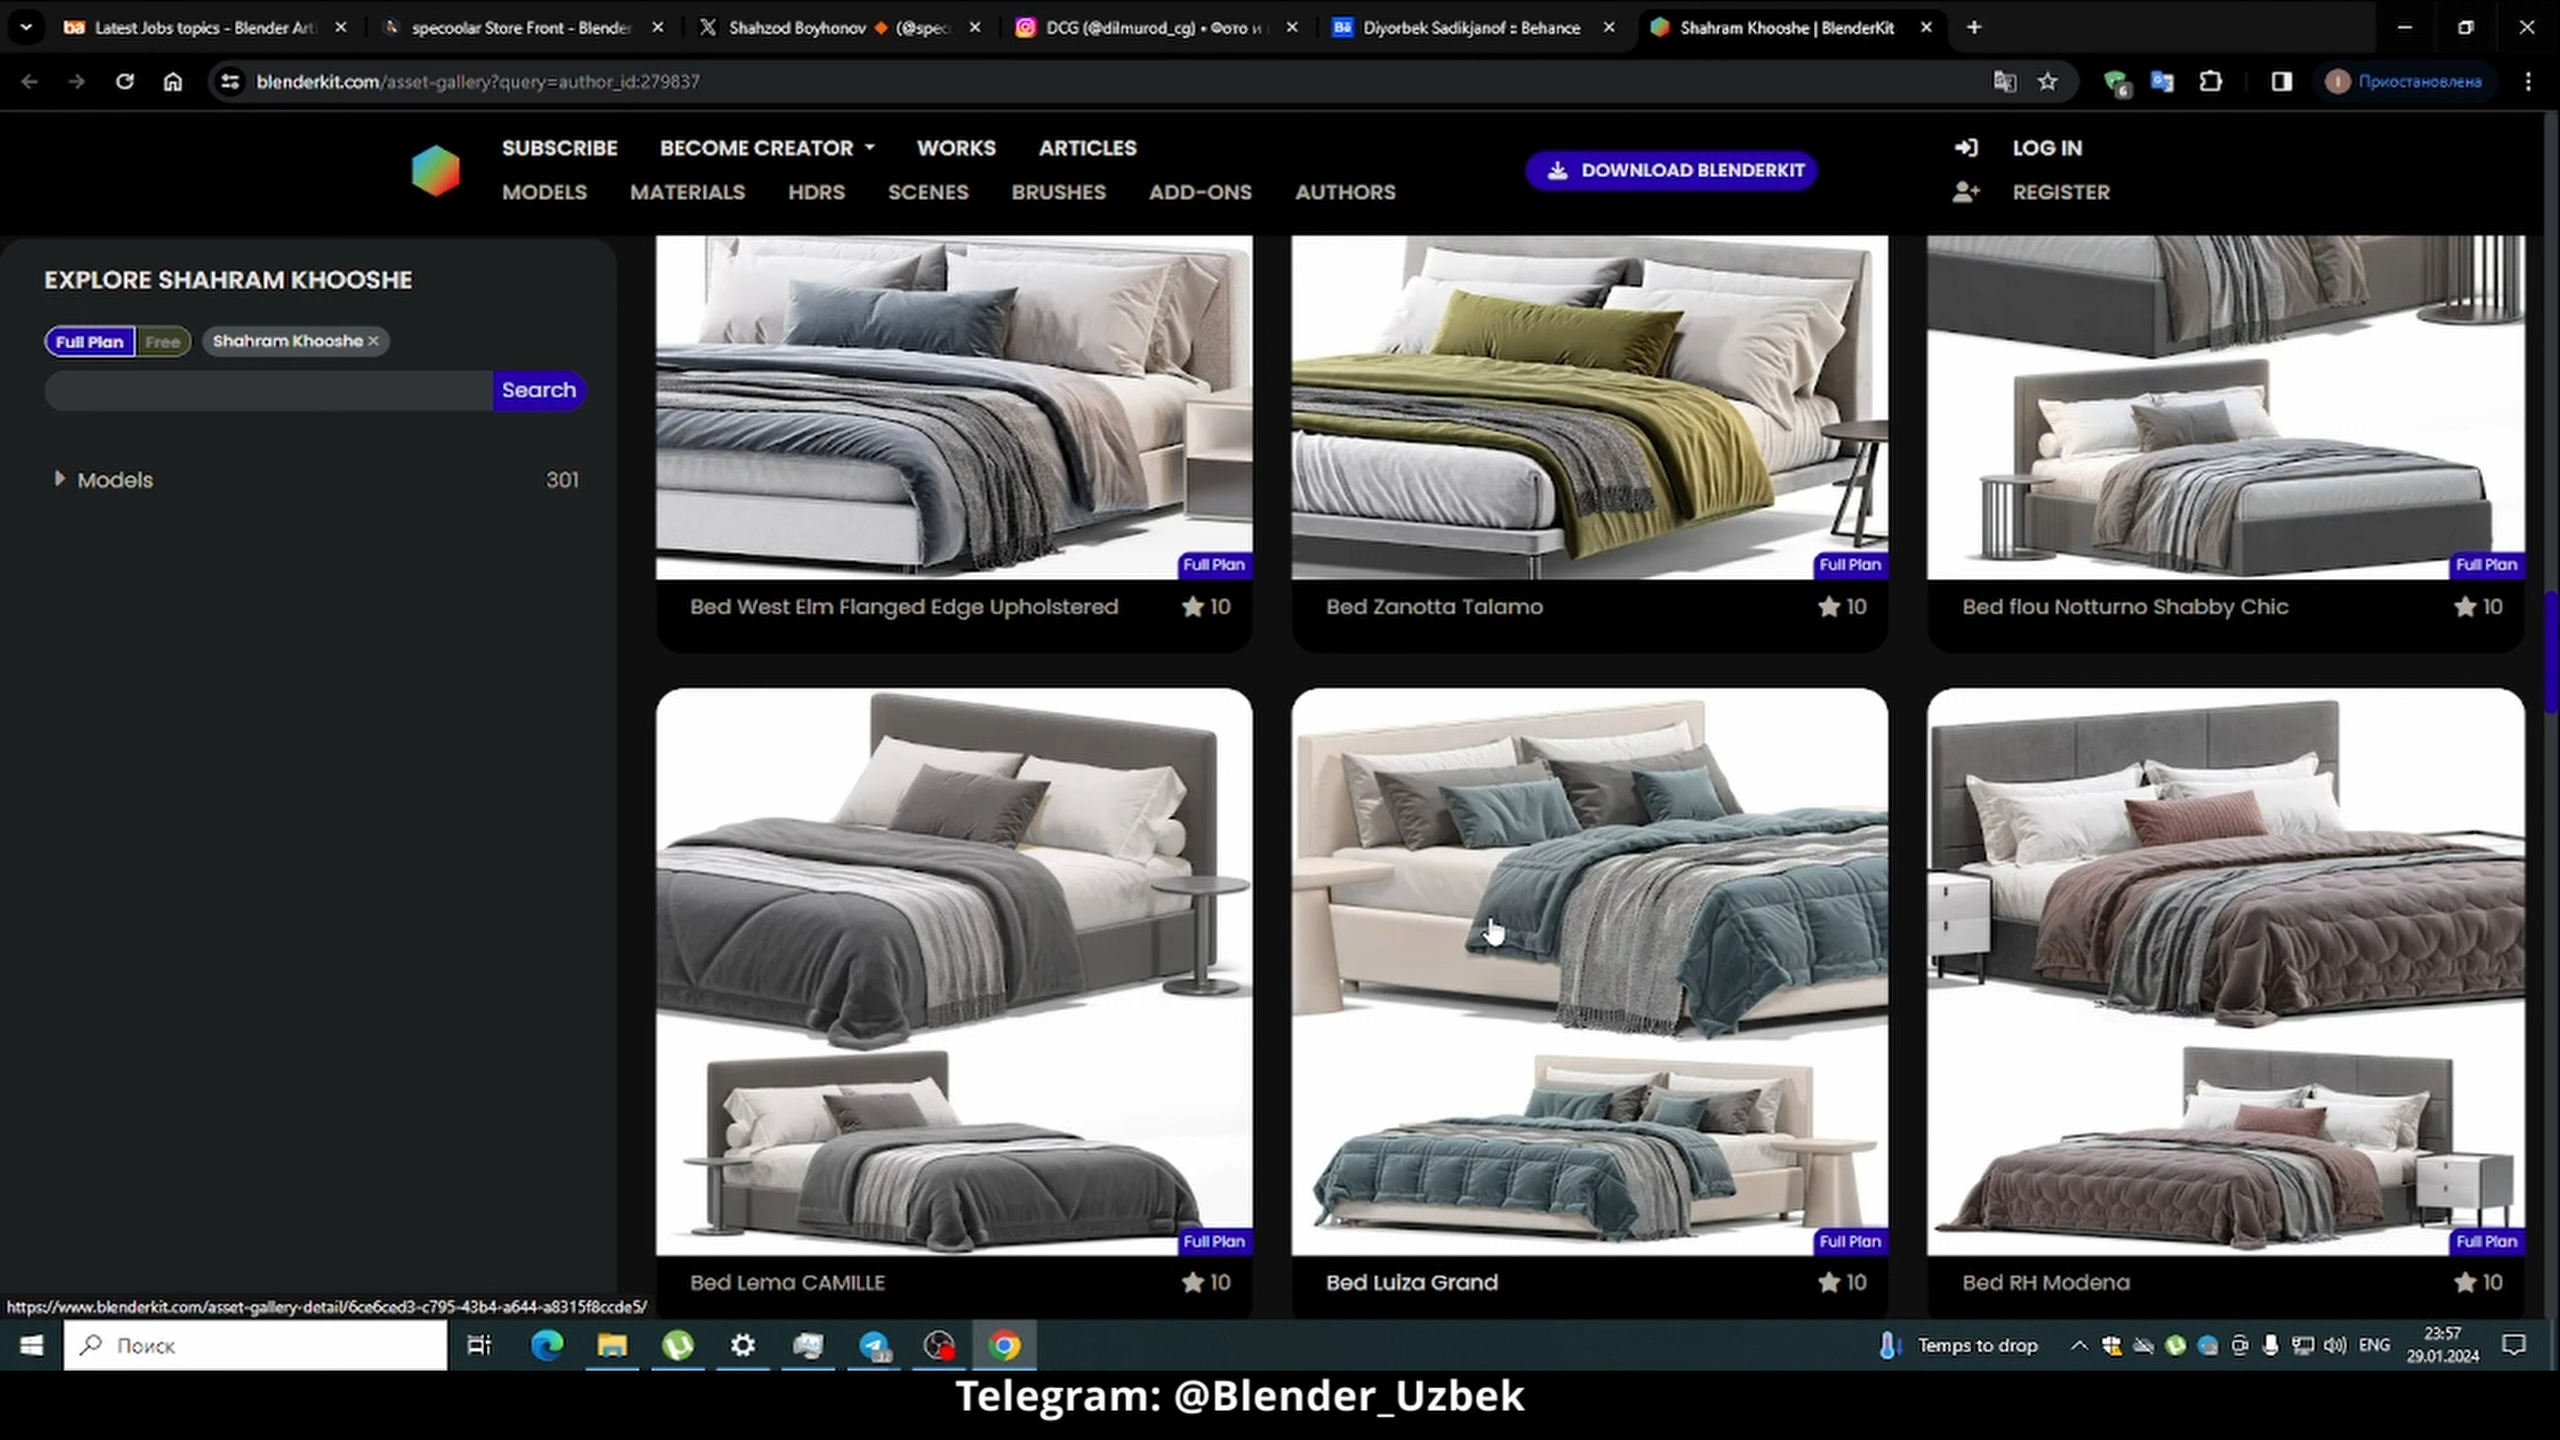 Latest Jobs topics - Blender Art
specoolar Store Front - Blender
Shahzod Boyhonov 🔶 (@spec
DCG (@dilmurod_cg) • Фото и
Diyorbek Sadikjanof :: Behance
Shahram Khooshe | BlenderKit
blenderkit.com/asset-gallery?query=author_id:279837
6
Приостановлена
SUBSCRIBE BECOME CREATOR WORKS ARTICLES
MODELS MATERIALS HDRS SCENES BRUSHES ADD-ONS AUTHORS
DOWNLOAD BLENDERKIT
LOG IN
REGISTER
EXPLORE SHAHRAM KHOOSHE
Full Plan Free Shahram Khooshe ×
Search
Models 301
Full Plan
Full Plan
Full Plan
Bed West Elm Flanged Edge Upholstered 10
Bed Zanotta Talamo 10
Bed flou Notturno Shabby Chic 10
Full Plan
Full Plan
Full Plan
Bed Lema CAMILLE 10
Bed Luiza Grand 10
Bed RH Modena 10
https://www.blenderkit.com/asset-gallery-detail/6ce6ced3-c795-43b4-a644-a8315f8ccde5/
Поиск
Temps to drop
ENG
23:57
29.01.2024
Telegram: @Blender_Uzbek